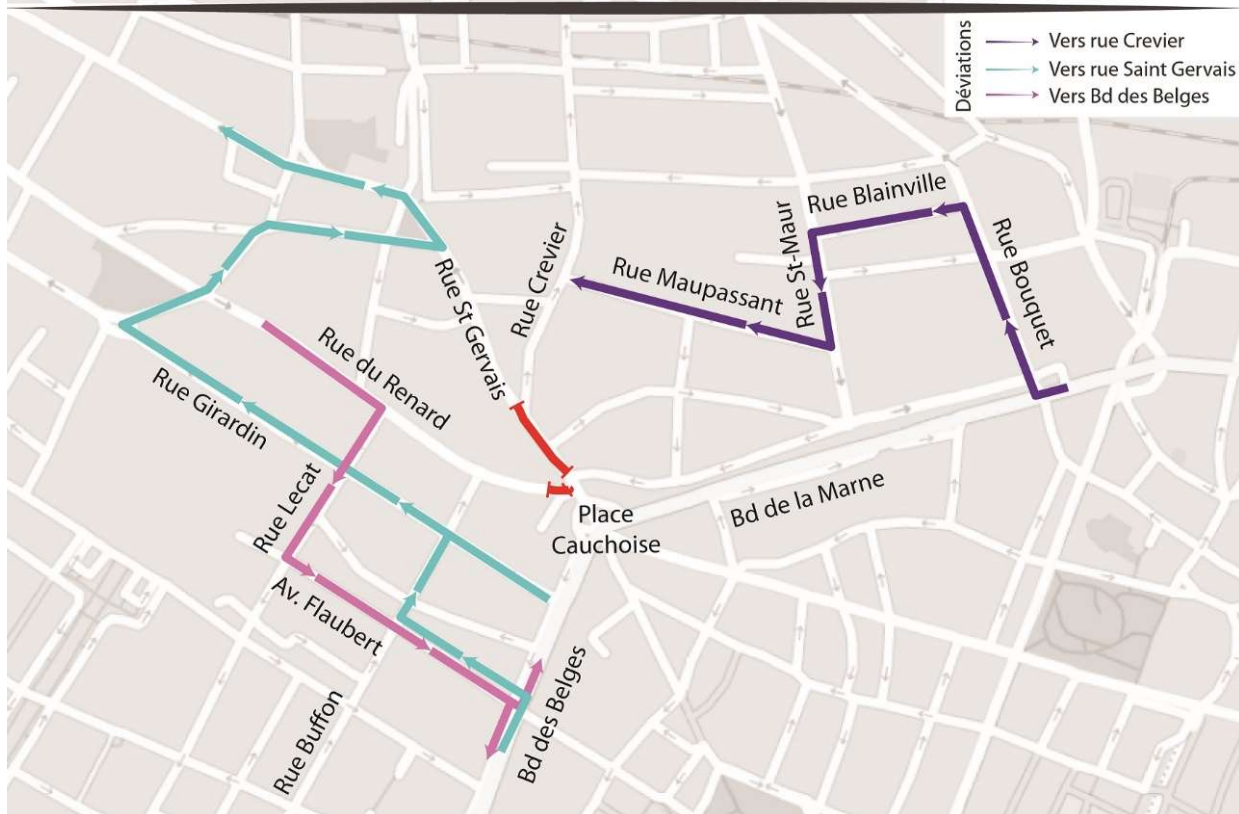 Déviations
Vers rue Crevier
Vers rue Saint Gervais
Vers Bd des Belges
Rue Blainville
Rue St-Maur
Rue Bouquet
Rue Crevier
Rue Maupassant
Rue St Gervais
Rue du Renard
Rue Girardin
Rue Lecat
Place
Cauchoise
Bd de la Marne
Av. Flaubert
Rue Buffon
Bd des Belges